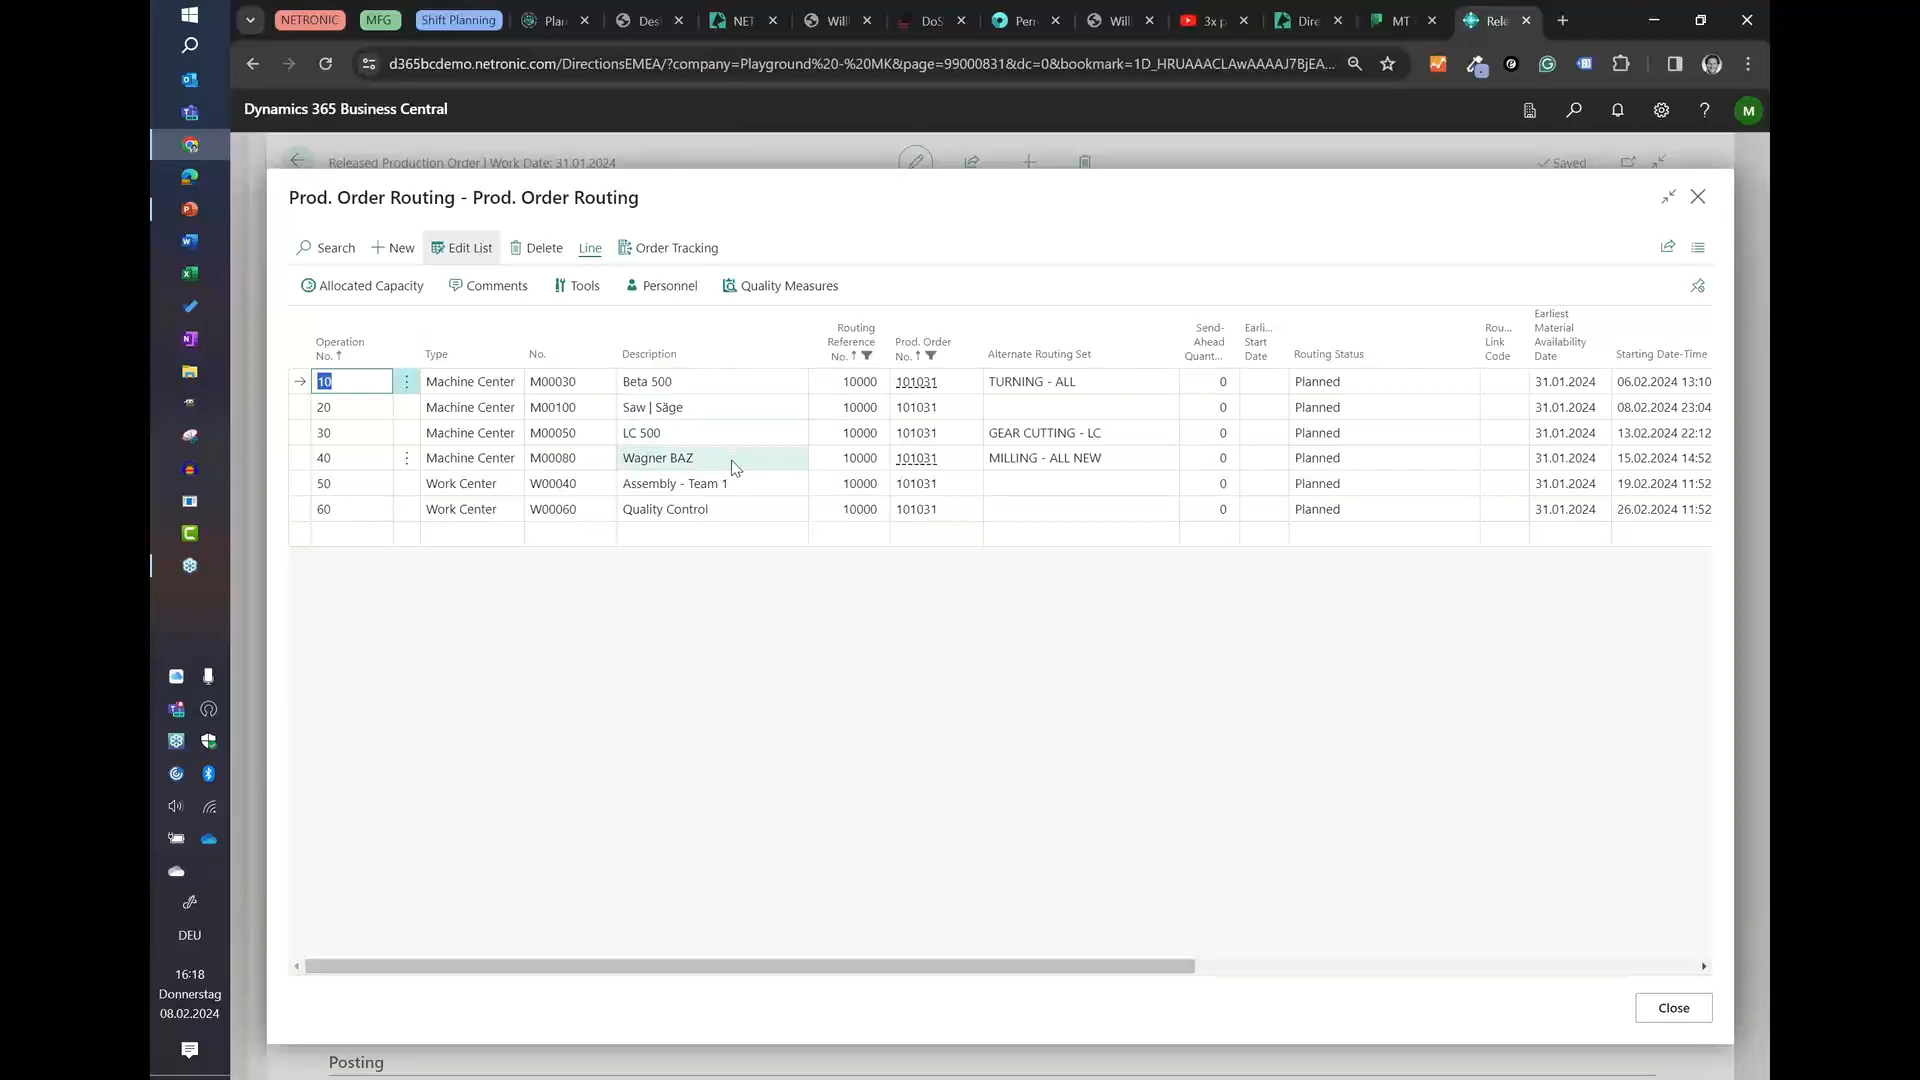 NETRONIC MFG Shift Planning Plar Des NET Will DoS Perr Will 3x p Dire MT Rele
d365bcdemo.netronic.com/DirectionsEMEA/?company=Playground%20-%20MK&page=99000831&dc=0&bookmark=1D_HRUAAACLAwAAAAJ7BjEA...
Dynamics 365 Business Central
M
Released Production Order | Work Date: 31.01.2024
Saved
Prod. Order Routing - Prod. Order Routing
Search New Edit List Delete Line Order Tracking
Allocated Capacity Comments Tools Personnel Quality Measures
Operation No. ↑ Type No. Description Routing Reference No. ↑ Prod. Order No. ↑ Alternate Routing Set Send-Ahead Quant... Earli... Start Date Routing Status Rou... Link Code Earliest Material Availability Date Starting Date-Time
10 Machine Center M00030 Beta 500 10000 101031 TURNING - ALL 0 Planned 31.01.2024 06.02.2024 13:10
20 Machine Center M00100 Saw | Säge 10000 101031 0 Planned 31.01.2024 08.02.2024 23:04
30 Machine Center M00050 LC 500 10000 101031 GEAR CUTTING - LC 0 Planned 31.01.2024 13.02.2024 22:12
40 Machine Center M00080 Wagner BAZ 10000 101031 MILLING - ALL NEW 0 Planned 31.01.2024 15.02.2024 14:52
50 Work Center W00040 Assembly - Team 1 10000 101031 0 Planned 31.01.2024 19.02.2024 11:52
60 Work Center W00060 Quality Control 10000 101031 0 Planned 31.01.2024 26.02.2024 11:52
Close
Posting
DEU
16:18
Donnerstag
08.02.2024